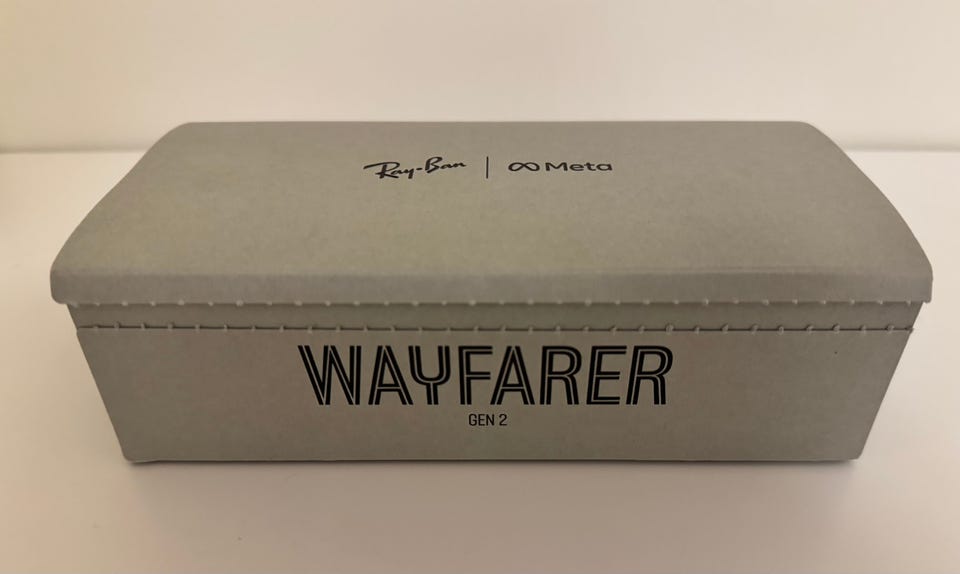 Ray-Ban | Meta
WAYFARER
GEN 2